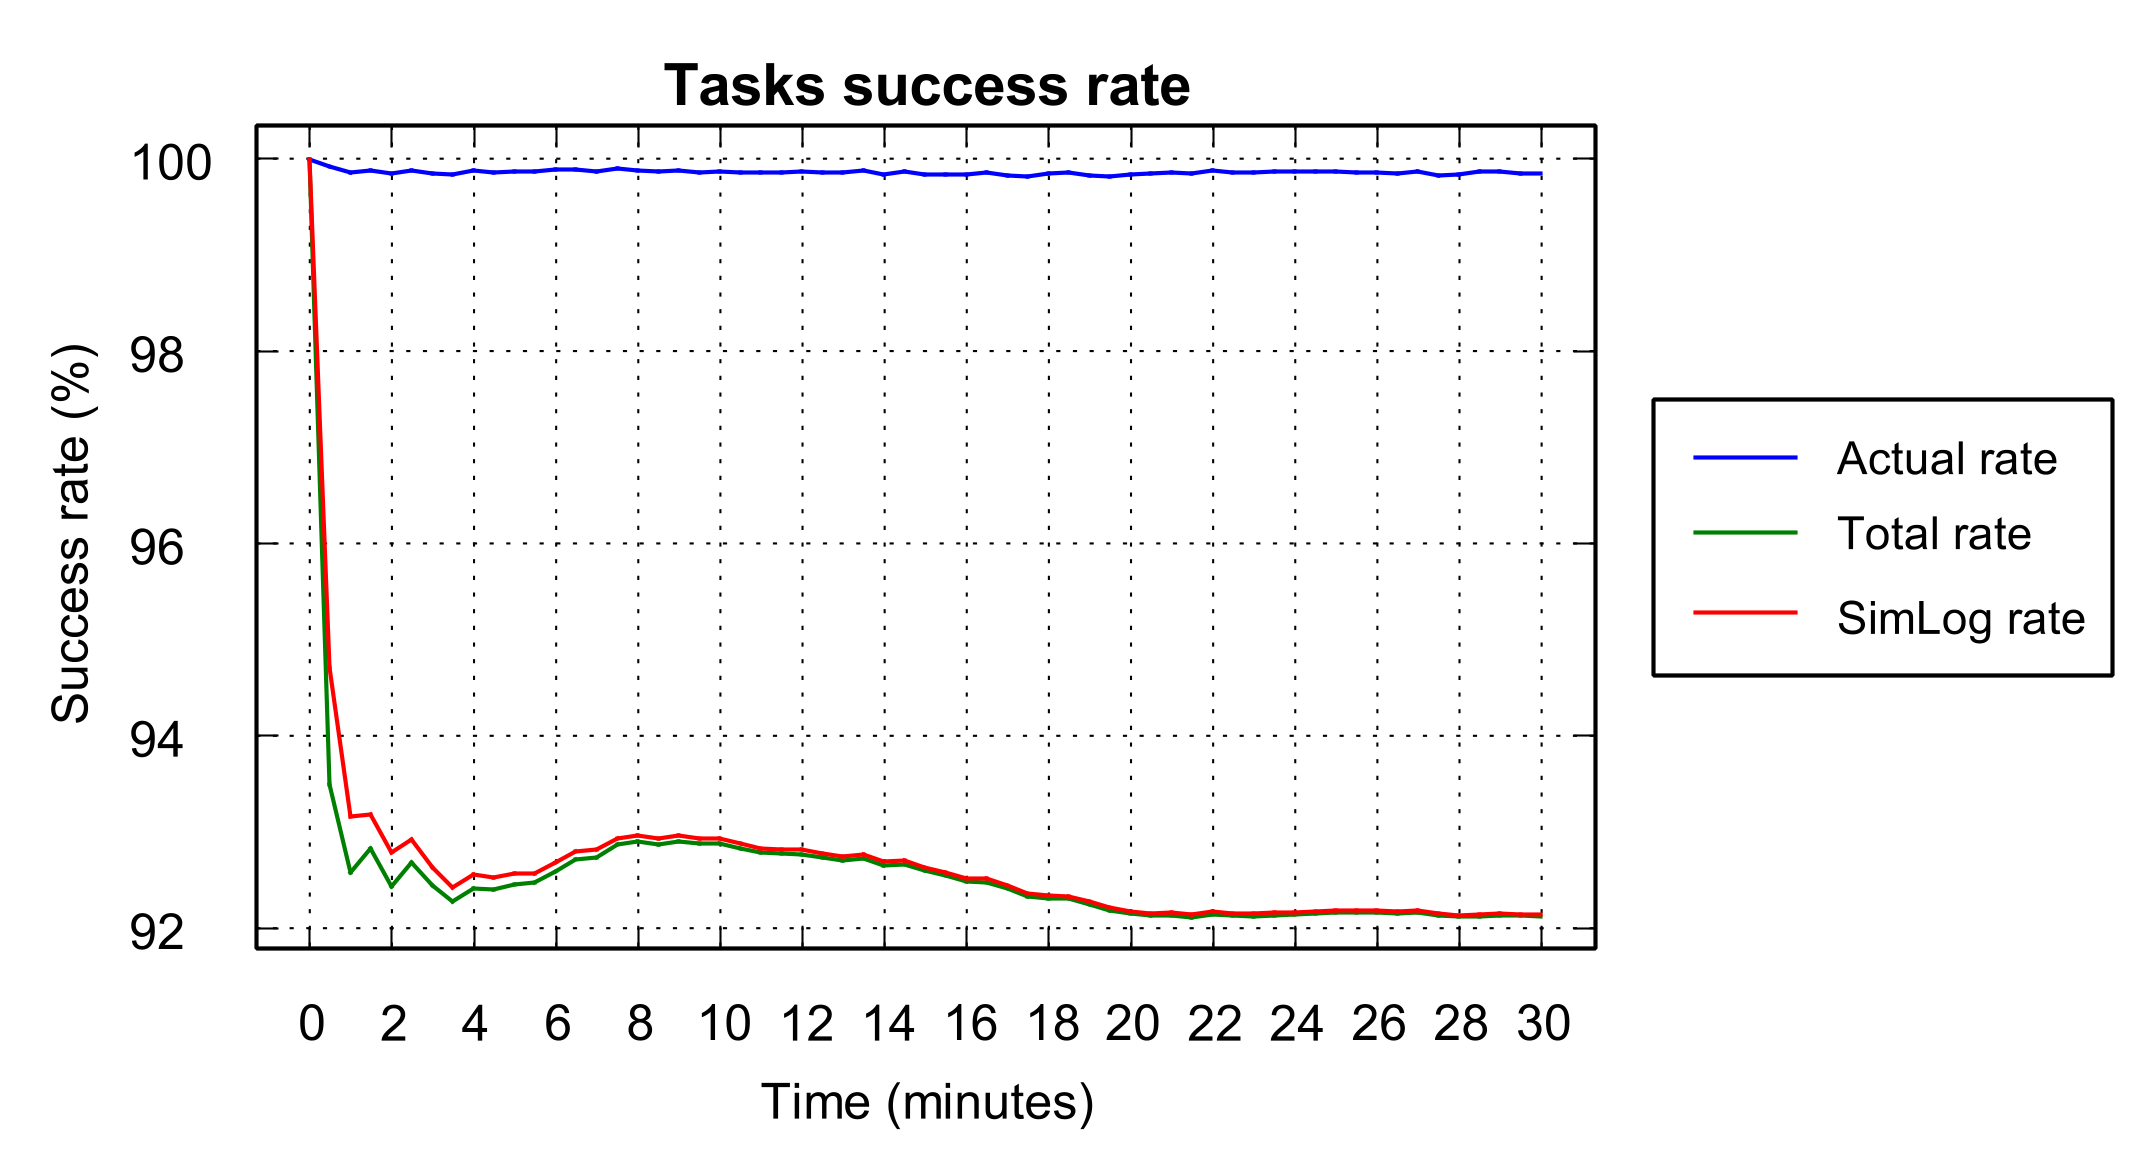 Tasks success rate
Success rate (%)
100
98
96
94
92
0 2 4 6 8 10 12 14 16 18 20 22 24 26 28 30
Time (minutes)
Actual rate
Total rate
SimLog rate